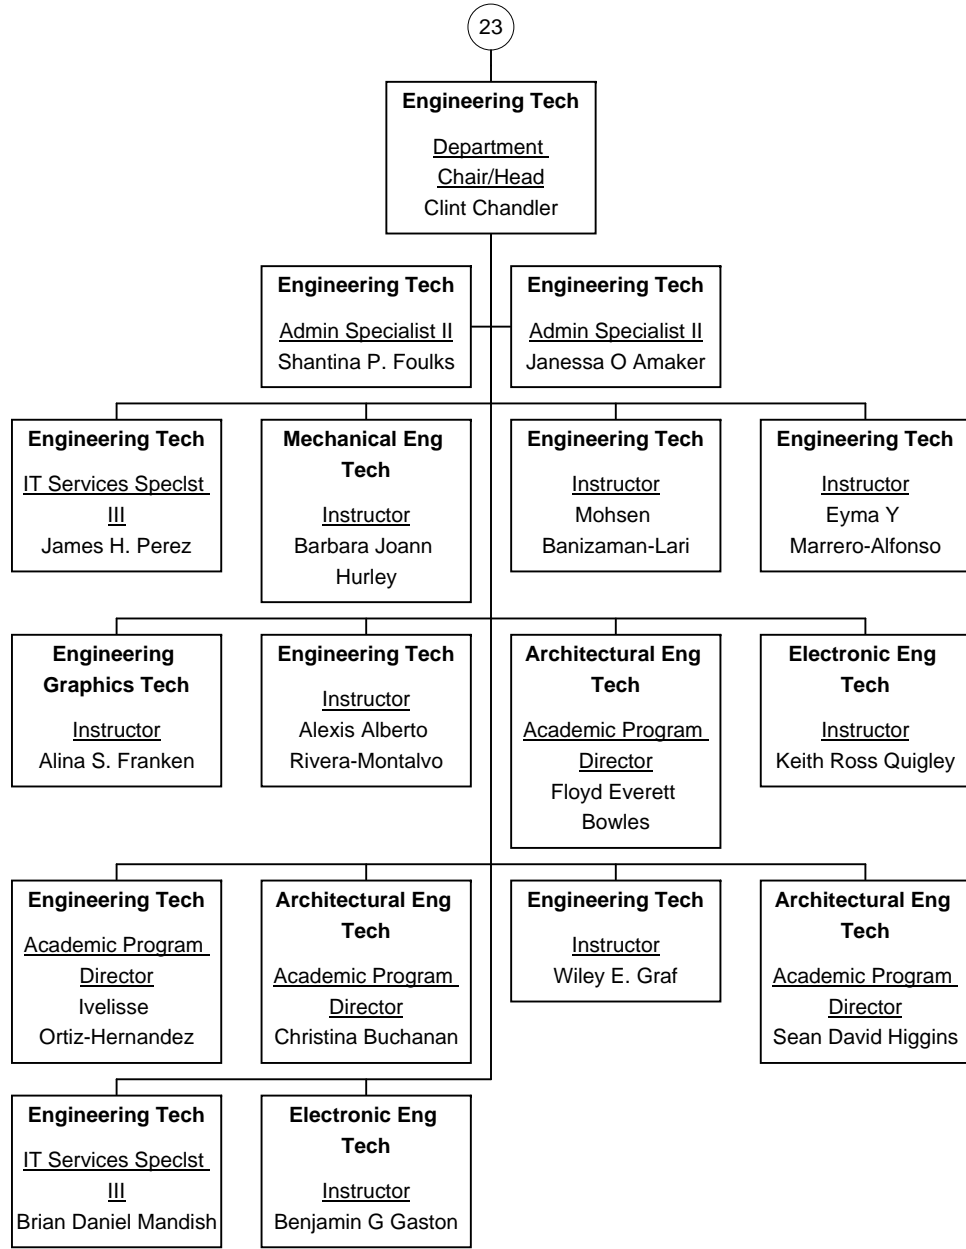 23
Engineering Tech
Department
Chair/Head
Clint Chandler
Engineering Tech
Admin Specialist II
Shantina P. Foulks
Engineering Tech
Admin Specialist II
Janessa O Amaker
Engineering Tech
IT Services Speclst
III
James H. Perez
Mechanical Eng
Tech
Instructor
Barbara Joann
Hurley
Engineering Tech
Instructor
Mohsen
Banizaman-Lari
Engineering Tech
Instructor
Eyma Y
Marrero-Alfonso
Engineering
Graphics Tech
Instructor
Alina S. Franken
Engineering Tech
Instructor
Alexis Alberto
Rivera-Montalvo
Architectural Eng
Tech
Academic Program
Director
Floyd Everett
Bowles
Electronic Eng
Tech
Instructor
Keith Ross Quigley
Engineering Tech
Academic Program
Director
Ivelisse
Ortiz-Hernandez
Architectural Eng
Tech
Academic Program
Director
Christina Buchanan
Engineering Tech
Instructor
Wiley E. Graf
Architectural Eng
Tech
Academic Program
Director
Sean David Higgins
Engineering Tech
IT Services Speclst
III
Brian Daniel Mandish
Electronic Eng
Tech
Instructor
Benjamin G Gaston